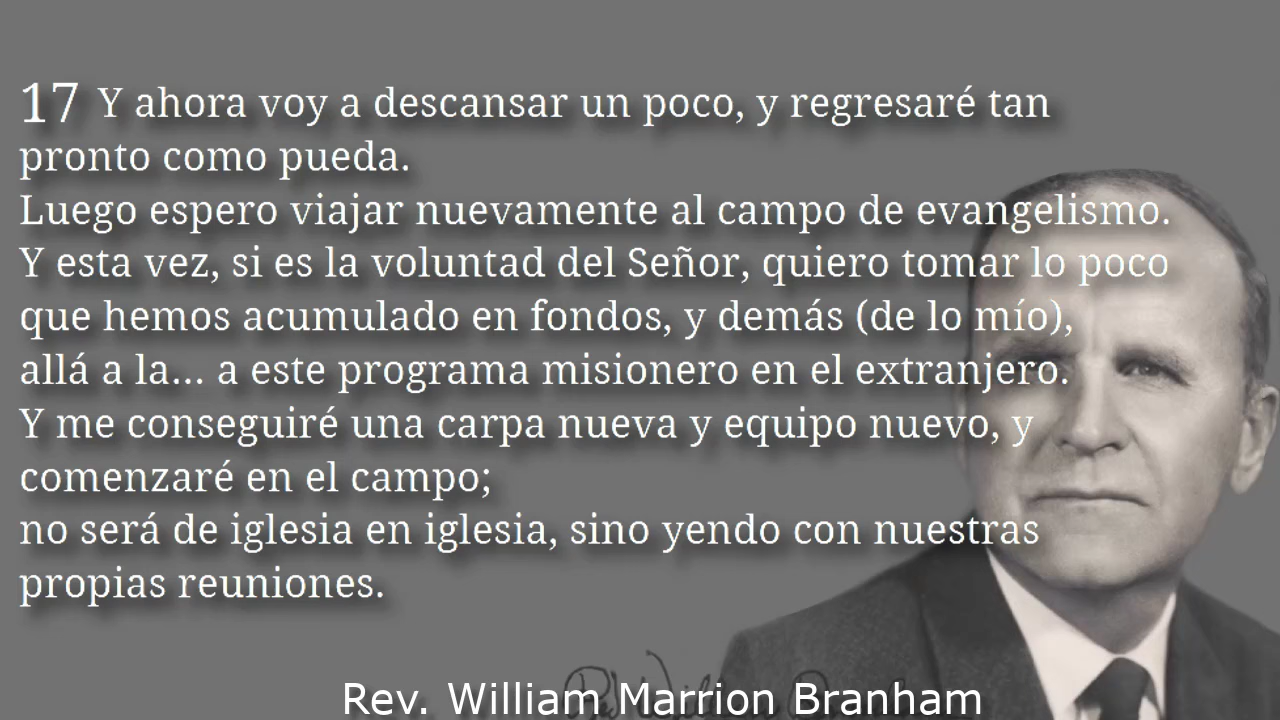 17 Y ahora voy a descansar un poco, y regresaré tan
pronto como pueda.
Luego espero viajar nuevamente al campo de evangelismo.
Y esta vez, si es la voluntad del Señor, quiero tomar lo poco
que hemos acumulado en fondos, y demás (de lo mío),
allá a la... a este programa misionero en el extranjero.
Y me conseguiré una carpa nueva y equipo nuevo, y
comenzaré en el campo;
no será de iglesia en iglesia, sino yendo con nuestras
propias reuniones.
Rev. William Marrion Branham